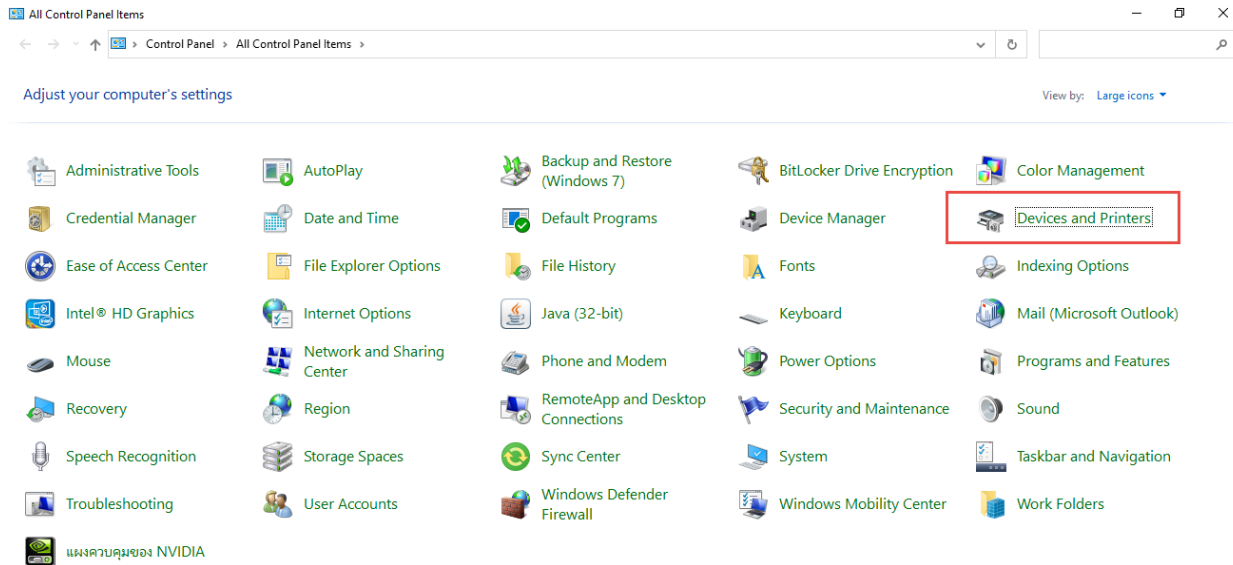 All Control Panel Items
Control Panel > All Control Panel Items >
Adjust your computer's settings
View by: Large icons
Administrative Tools
AutoPlay
Backup and Restore
(Windows 7)
BitLocker Drive Encryption
Color Management
Credential Manager
Date and Time
Default Programs
Device Manager
Devices and Printers
Ease of Access Center
File Explorer Options
File History
Fonts
Indexing Options
Intel® HD Graphics
Internet Options
Java (32-bit)
Keyboard
Mail (Microsoft Outlook)
Mouse
Network and Sharing
Center
Phone and Modem
Power Options
Programs and Features
Recovery
Region
RemoteApp and Desktop
Connections
Security and Maintenance
Sound
Speech Recognition
Storage Spaces
Sync Center
System
Taskbar and Navigation
Troubleshooting
User Accounts
Windows Defender
Firewall
Windows Mobility Center
Work Folders
แผงควบคุมของ NVIDIA